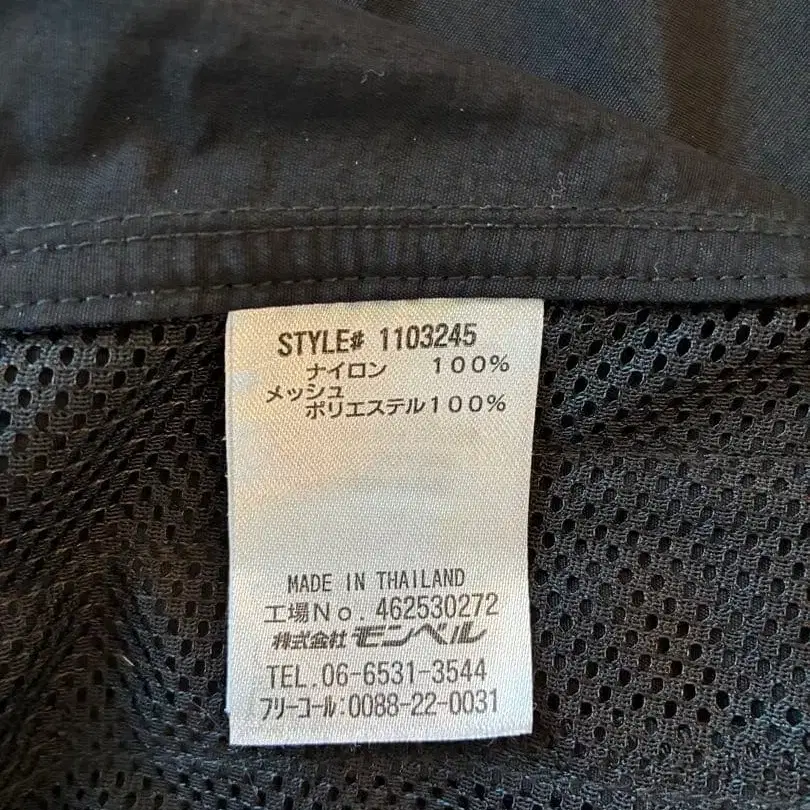 STYLE# 1103245
ナイロン 100%
メッシュ
ポリエステル100%
MADE IN THAILAND
工場No. 462530272
株式会社 モンベル
TEL.06-6531-3544
フリーコール:0088-22-0031